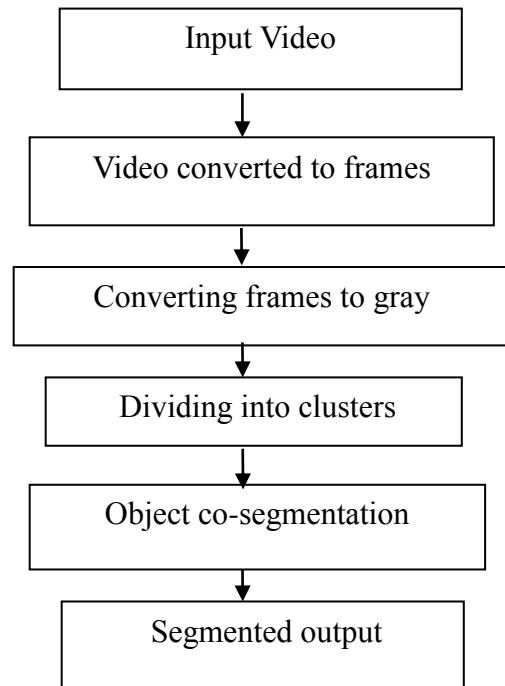 Input Video
Video converted to frames
Converting frames to gray
Dividing into clusters
Object co-segmentation
Segmented output